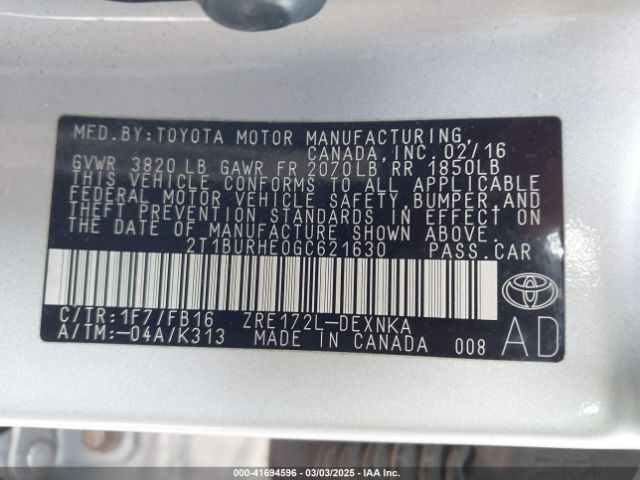 MFD.BY:TOYOTA MOTOR MANUFACTURING
CANADA,INC. 02/16
GVWR 3820 LB GAWR FR 2070LB RR 1850LB
THIS VEHICLE CONFORMS TO ALL APPLICABLE
FEDERAL MOTOR VEHICLE SAFETY,BUMPER,AND
THEFT PREVENTION STANDARDS IN EFFECT ON
THE DATE OF MANUFACTURE SHOWN ABOVE.
2T1BURHE0GC621630 PASS.CAR
C/TR:1F7/FB16 ZRE172L-DEXNKA
A/TM:-04A/K313 MADE IN CANADA 008
TOYOTA
AD
000-41694596 - 03/03/2025 - IAA Inc.